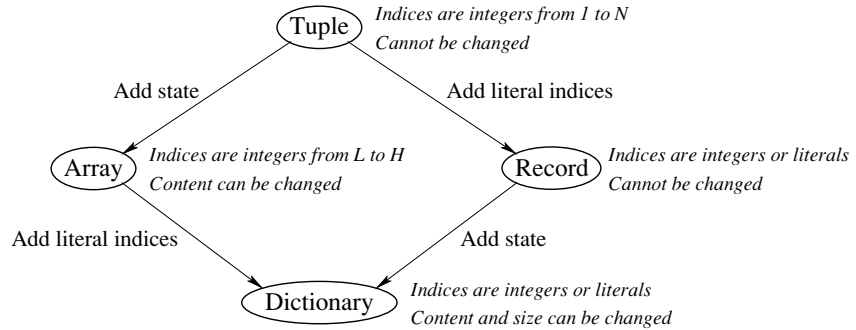 Tuple
Indices are integers from 1 to N
Cannot be changed
Add state
Add literal indices
Array
Indices are integers from L to H
Content can be changed
Record
Indices are integers or literals
Cannot be changed
Add literal indices
Add state
Dictionary
Indices are integers or literals
Content and size can be changed